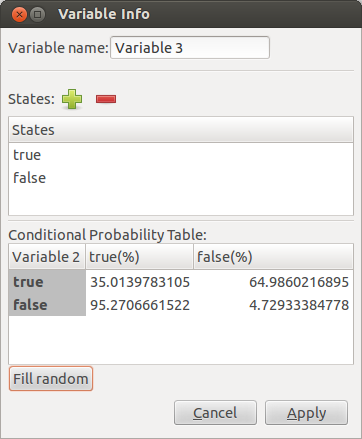 Variable Info
Variable name: Variable 3
States:
States
true
false
Conditional Probability Table:
Variable 2 true(%) false(%)
true 35.0139783105 64.9860216895
false 95.2706661522 4.72933384778
Fill random
Cancel Apply